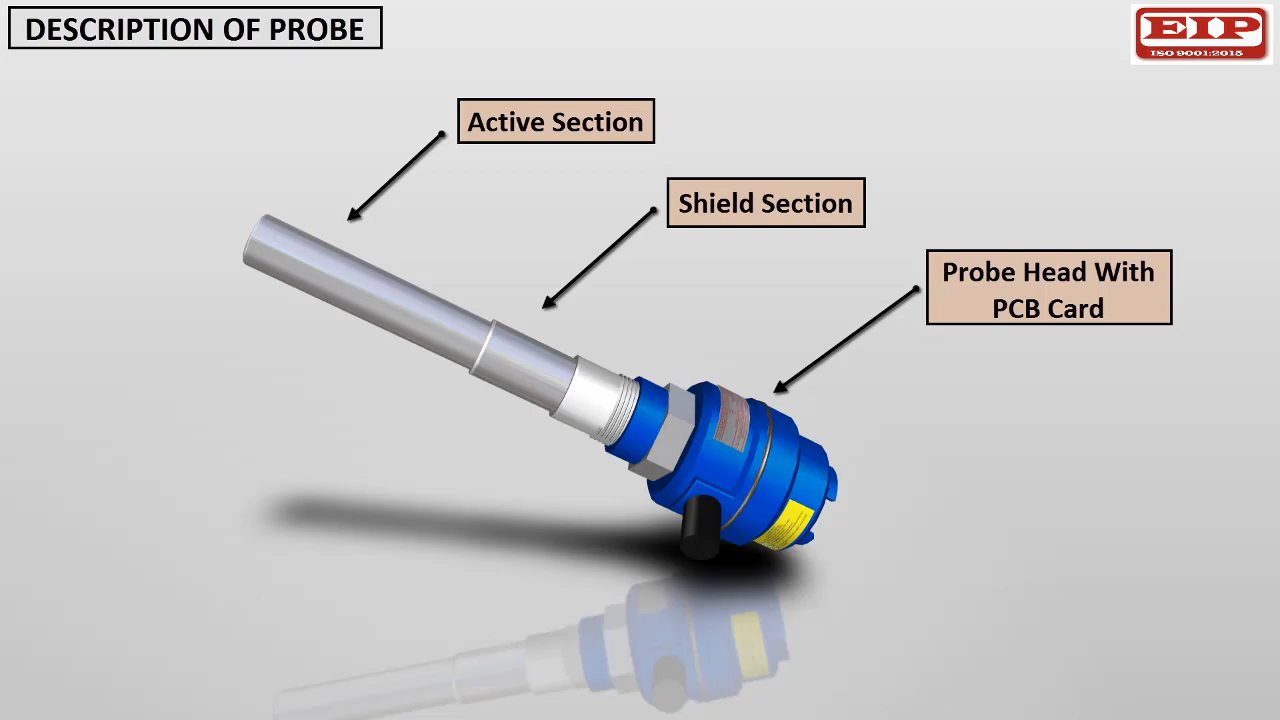 DESCRIPTION OF PROBE
EIP
ISO 9001:2015
Active Section
Shield Section
Probe Head With
PCB Card